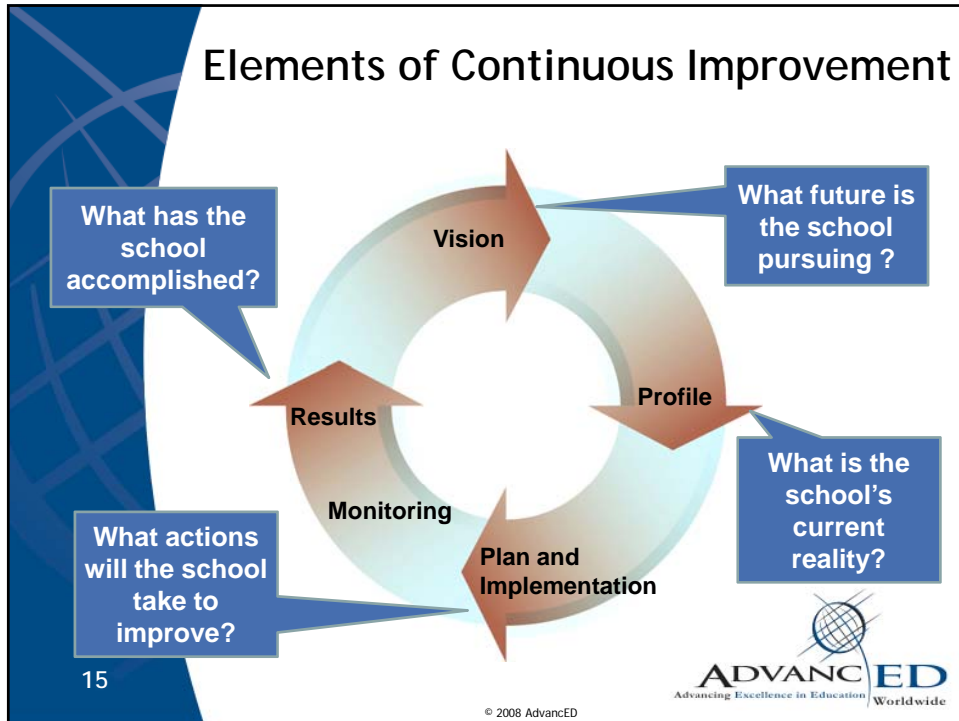 Elements of Continuous Improvement
What has the
school
accomplished?
Vision
What future is
the school
pursuing ?
Results
Profile
Monitoring
What is the
school’s
current
reality?
What actions
will the school
take to
improve?
Plan and
Implementation
15
ADVANCED
Advancing Excellence in Education
Worldwide
© 2008 AdvancED